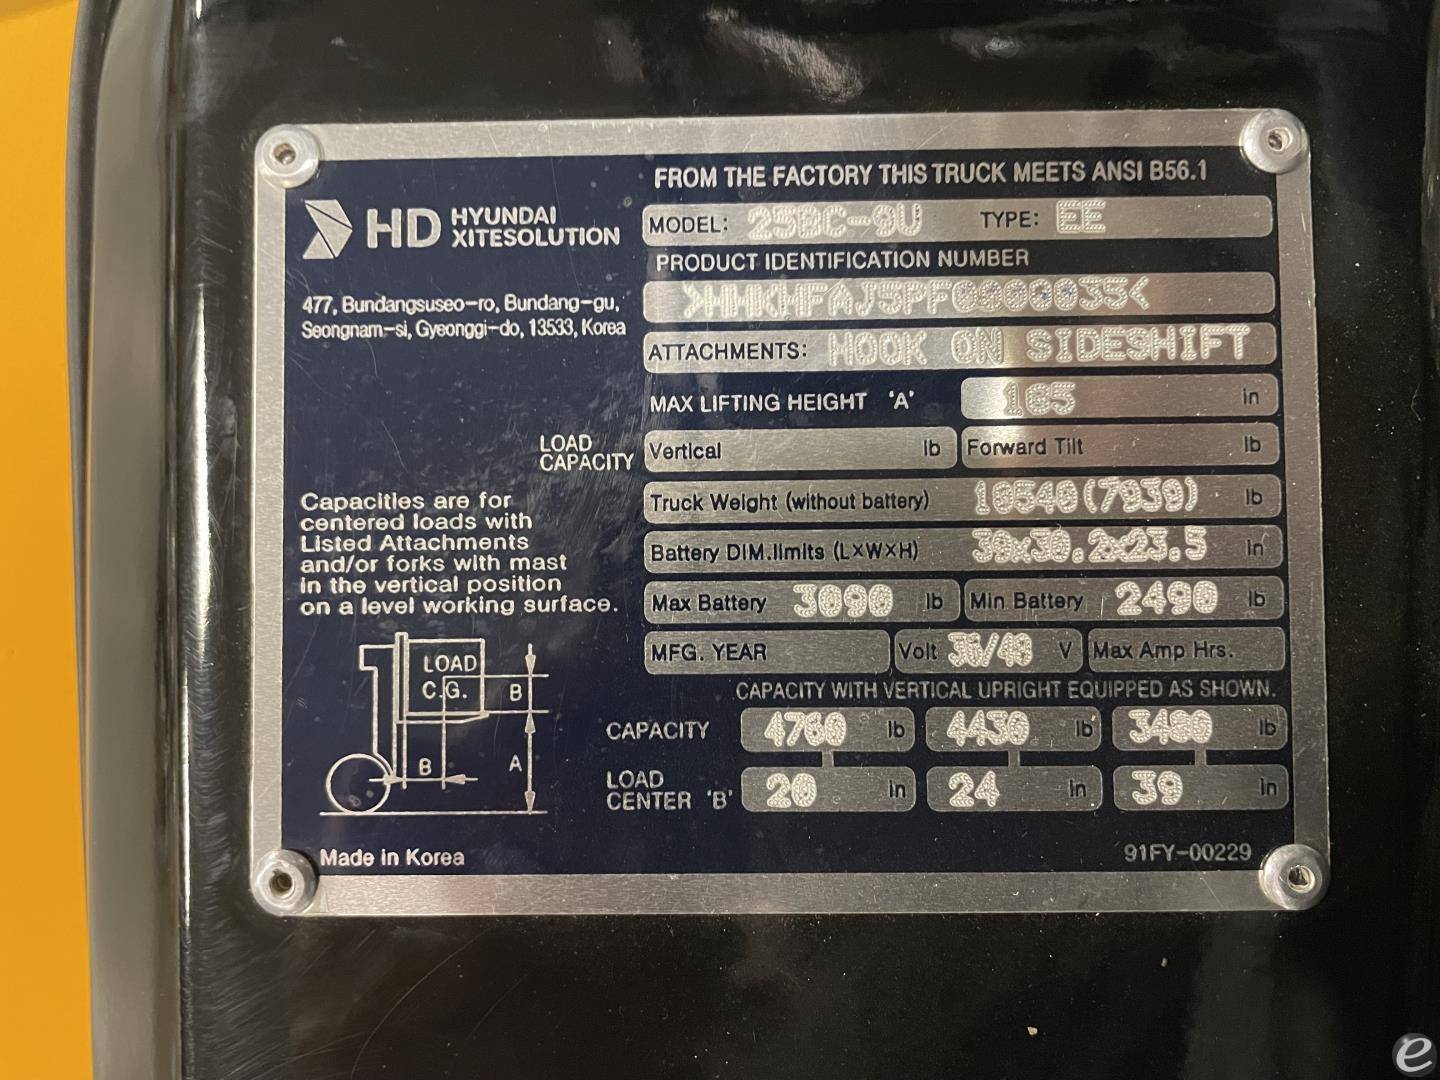 FROM THE FACTORY THIS TRUCK MEETS ANSI B56.1
HD HYUNDAI
XITESOLUTION
MODEL: 25BC-9U TYPE: EE
PRODUCT IDENTIFICATION NUMBER
477, Bundangsuseo-ro, Bundang-gu,
Seongnam-si, Gyeonggi-do, 13533, Korea
ATTACHMENTS: HOOK ON SIDESHIFT
MAX LIFTING HEIGHT 'A' in
LOAD
CAPACITY
Vertical lb Forward Tilt lb
Truck Weight (without battery) 10540(7939) lb
Battery DIM.limits (L×W×H) in
Max Battery 3090 lb Min Battery 2490 lb
MFG. YEAR Volt V Max Amp Hrs.
Capacities are for
centered loads with
Listed Attachments
and/or forks with mast
in the vertical position
on a level working surface.
LOAD
C.G.
B
B
A
CAPACITY WITH VERTICAL UPRIGHT EQUIPPED AS SHOWN.
CAPACITY 4760 lb 4430 lb lb
LOAD
CENTER 'B' 20 in 24 in in
Made in Korea 91FY-00229
e